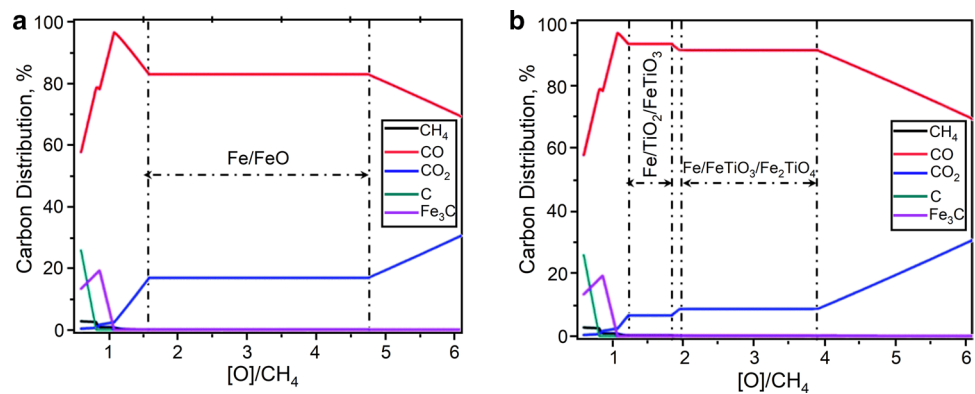 a
Carbon Distribution, %
100
80
60
40
20
0
Fe/FeO
CH₄
CO
CO₂
C
Fe₃C
1 2 3 4 5 6
[O]/CH₄
b
Carbon Distribution, %
100
80
60
40
20
0
Fe/TiO₂/FeTiO₃
Fe/FeTiO₃/Fe₂TiO₄
CH₄
CO
CO₂
C
Fe₃C
1 2 3 4 5 6
[O]/CH₄